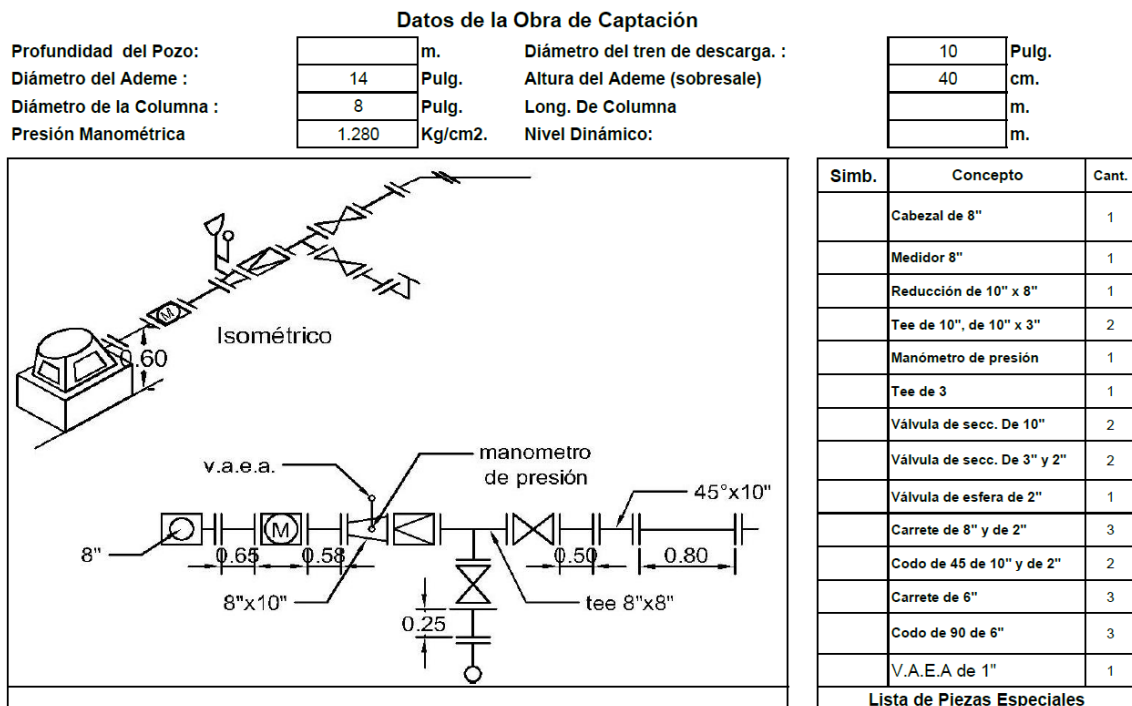 Datos de la Obra de Captación
Profundidad del Pozo: m. Diámetro del tren de descarga. : 10 Pulg.
Diámetro del Ademe : 14 Pulg. Altura del Ademe (sobresale) 40 cm.
Diámetro de la Columna : 8 Pulg. Long. De Columna m.
Presión Manométrica 1.280 Kg/cm2. Nivel Dinámico: m.
M
Isométrico
0.60
manometro
de presión
v.a.e.a.
45°x10"
M
8"
0.65 0.58 0.50 0.80
8"x10"
tee 8"x8"
0.25
Simb. Concepto Cant.
Cabezal de 8" 1
Medidor 8" 1
Reducción de 10" x 8" 1
Tee de 10", de 10" x 3" 2
Manómetro de presión 1
Tee de 3 1
Válvula de secc. De 10" 2
Válvula de secc. De 3" y 2" 2
Válvula de esfera de 2" 1
Carrete de 8" y de 2" 3
Codo de 45 de 10" y de 2" 2
Carrete de 6" 3
Codo de 90 de 6" 3
V.A.E.A de 1" 1
Lista de Piezas Especiales